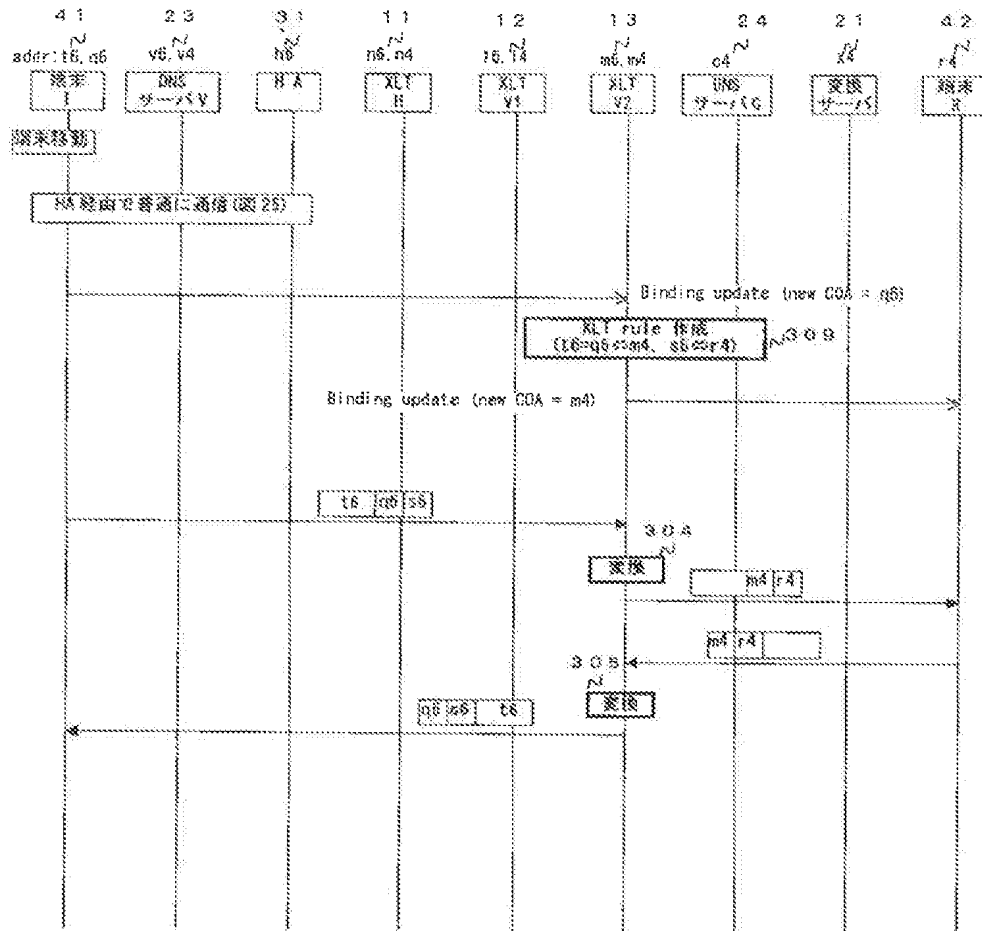 41 23 31 11 12 13 24 21 42
addr:t6,q6 v6,v4 h6 n6,n4 m6,m4 c4 x4 r4
端末 DNS サーバV HA XLT H XLT V1 XLT V2 DNS サーバG 変換 サーバS 端末 R
端末移動
HA経由で普通に通信(図25)
Binding update (new COA = q6)
XLT rule 作成
(t6=q6⇔m4, s6⇔r4)
309
Binding update (new COA = m4)
t6 q6 s6
304
変換
m4 r4
m4 r4
305
変換
q6 s6 t6